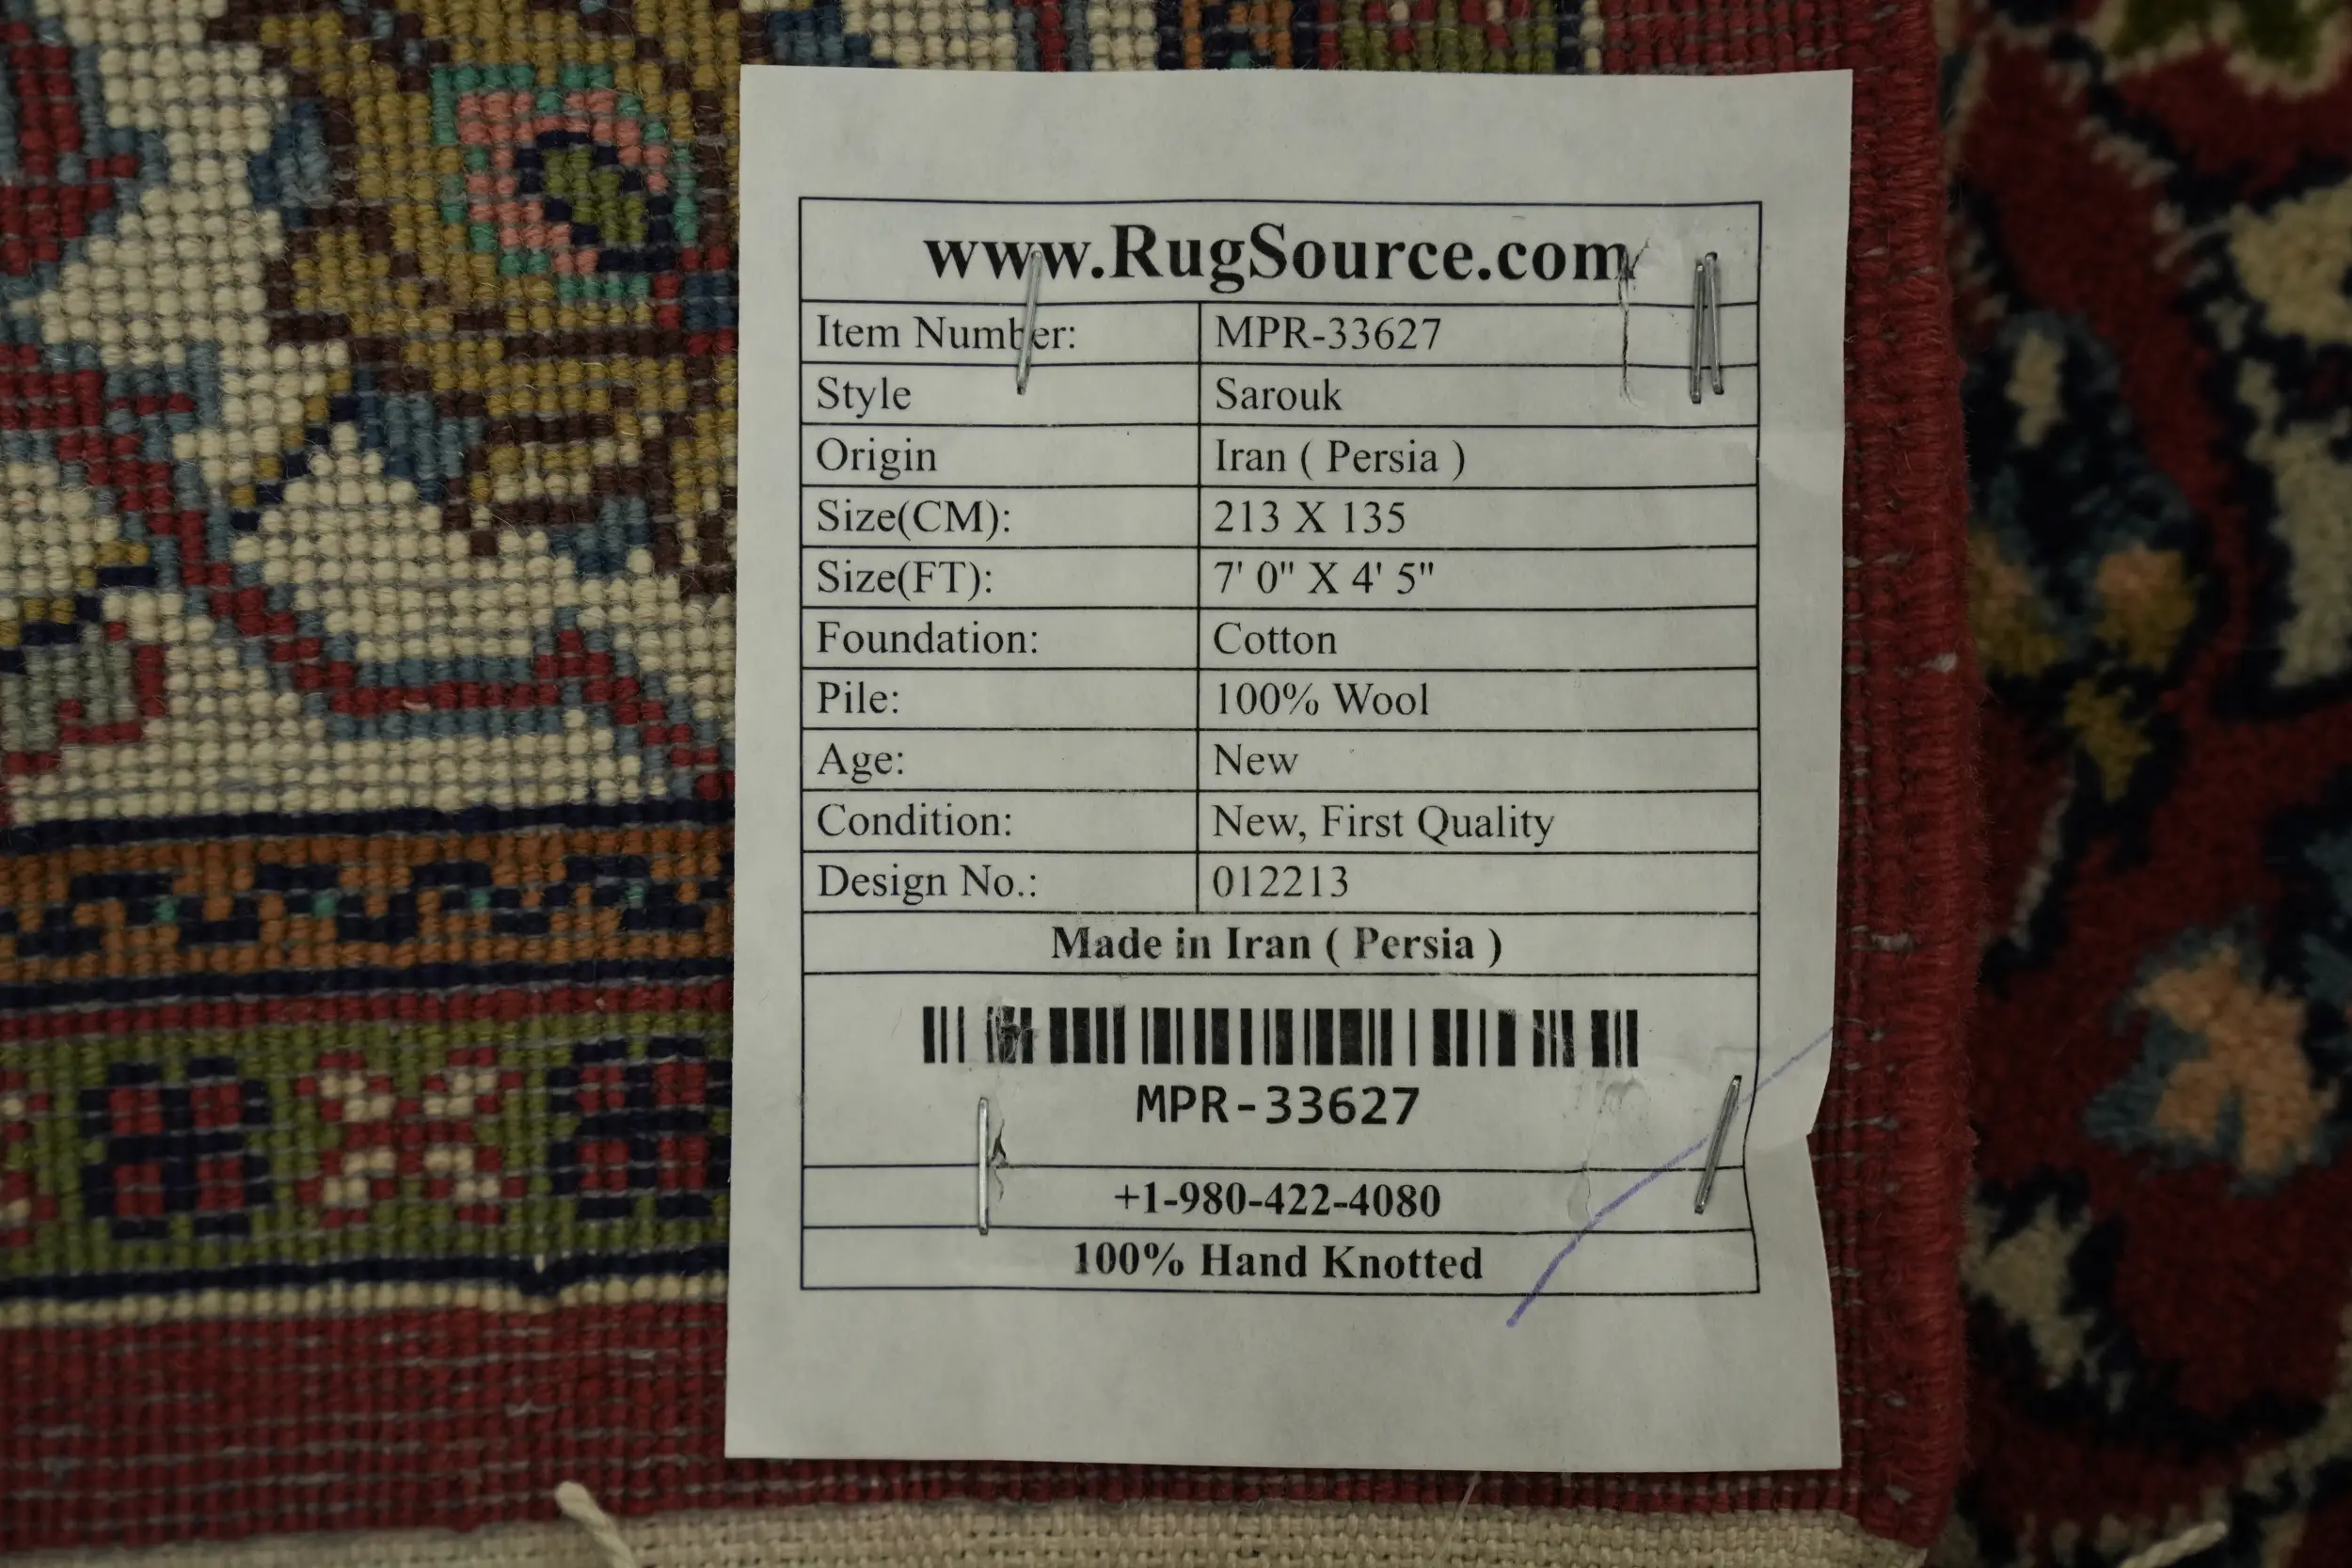 www.RugSource.com
Item Number: MPR-33627
Style Sarouk
Origin Iran ( Persia )
Size(CM): 213 X 135
Size(FT): 7' 0" X 4' 5"
Foundation: Cotton
Pile: 100% Wool
Age: New
Condition: New, First Quality
Design No.: 012213
Made in Iran ( Persia )
MPR-33627
+1-980-422-4080
100% Hand Knotted